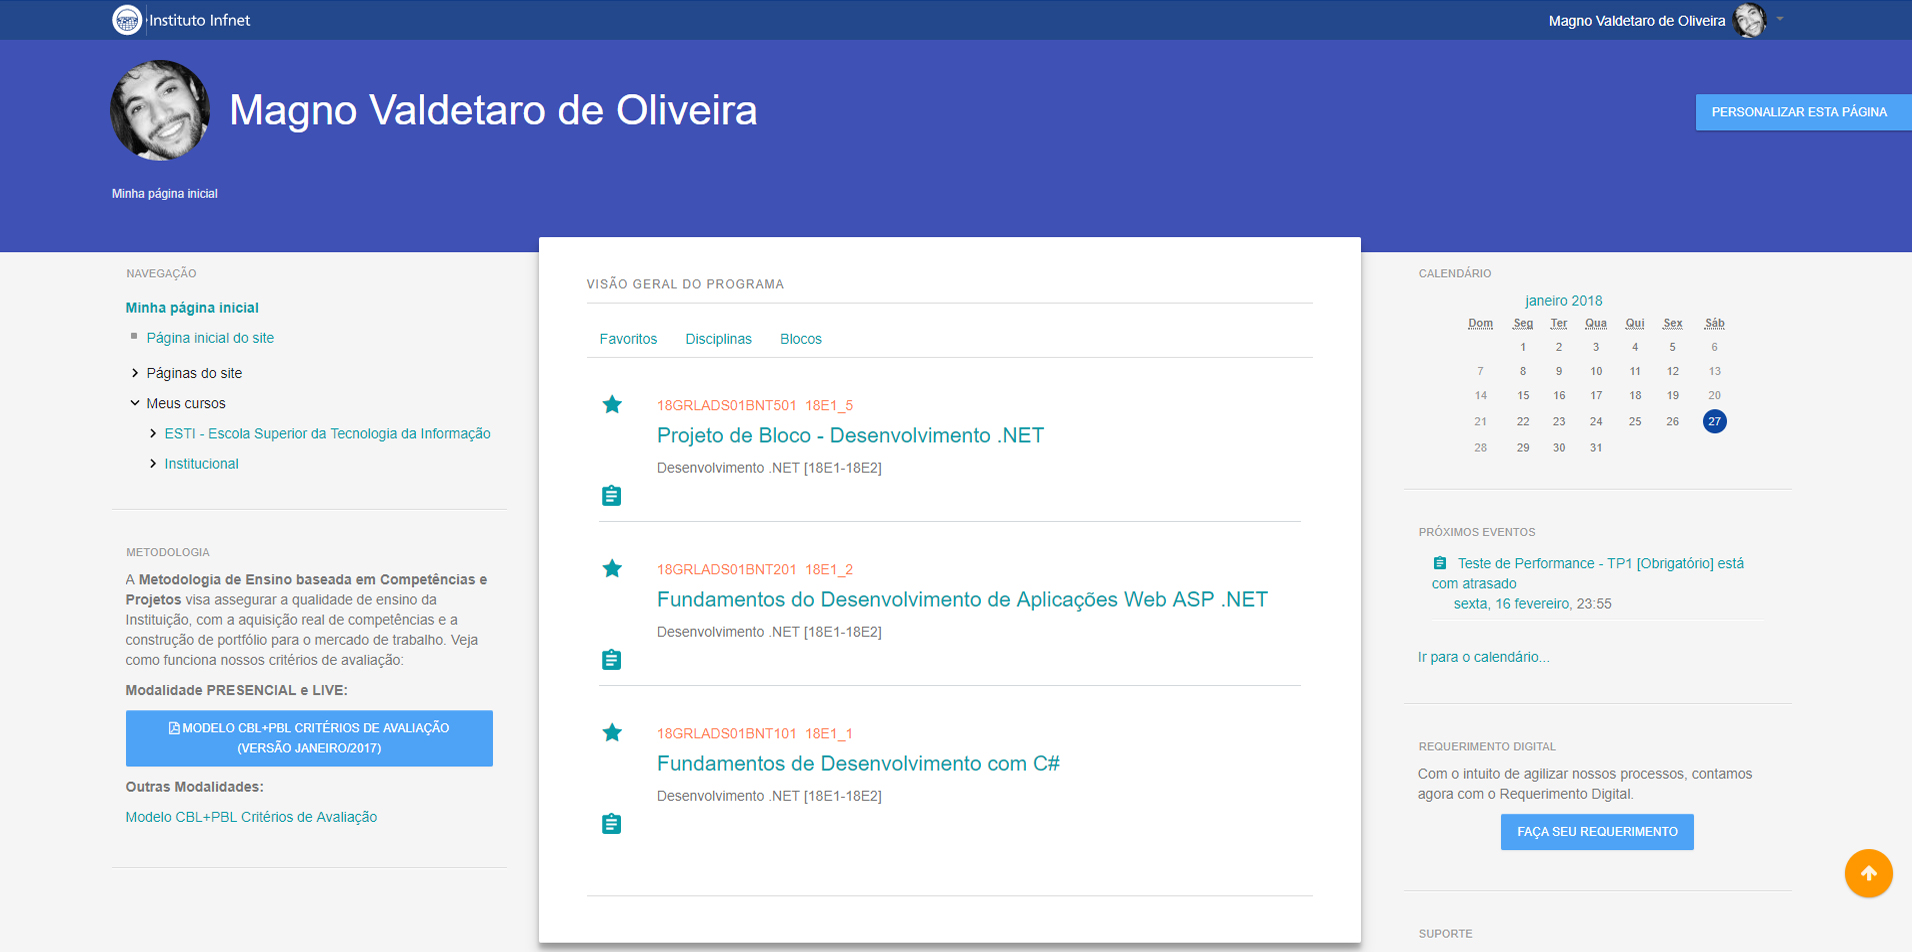 Instituto Infnet
Magno Valdetaro de Oliveira
Magno Valdetaro de Oliveira
PERSONALIZAR ESTA PÁGINA
Minha página inicial
NAVEGAÇÃO
Minha página inicial
Página inicial do site
Páginas do site
Meus cursos
ESTI - Escola Superior da Tecnologia da Informação
Institucional
METODOLOGIA
A Metodologia de Ensino baseada em Competências e
Projetos visa assegurar a qualidade de ensino da
Instituição, com a aquisição real de competências e a
construção de portfólio para o mercado de trabalho. Veja
como funciona nossos critérios de avaliação:
Modalidade PRESENCIAL e LIVE:
MODELO CBL+PBL CRITÉRIOS DE AVALIAÇÃO
(VERSÃO JANEIRO/2017)
Outras Modalidades:
Modelo CBL+PBL Critérios de Avaliação
VISÃO GERAL DO PROGRAMA
Favoritos Disciplinas Blocos
18GRLADS01BNT501 18E1_5
Projeto de Bloco - Desenvolvimento .NET
Desenvolvimento .NET [18E1-18E2]
18GRLADS01BNT201 18E1_2
Fundamentos do Desenvolvimento de Aplicações Web ASP .NET
Desenvolvimento .NET [18E1-18E2]
18GRLADS01BNT101 18E1_1
Fundamentos de Desenvolvimento com C#
Desenvolvimento .NET [18E1-18E2]
CALENDÁRIO
janeiro 2018
Dom Seg Ter Qua Qui Sex Sáb
1 2 3 4 5 6
7 8 9 10 11 12 13
14 15 16 17 18 19 20
21 22 23 24 25 26 27
28 29 30 31
PRÓXIMOS EVENTOS
Teste de Performance - TP1 [Obrigatório] está
com atrasado
sexta, 16 fevereiro, 23:55
Ir para o calendário...
REQUERIMENTO DIGITAL
Com o intuito de agilizar nossos processos, contamos
agora com o Requerimento Digital.
FAÇA SEU REQUERIMENTO
SUPORTE